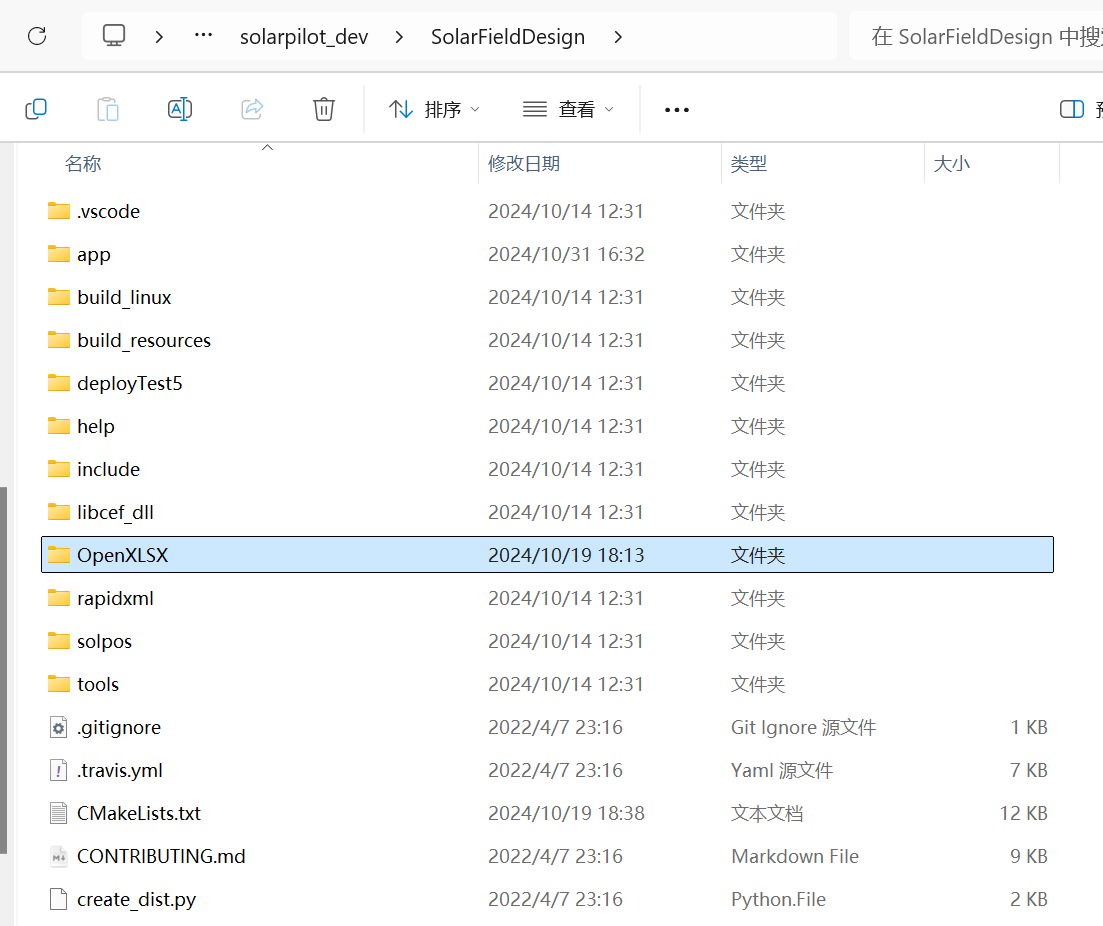 ··· solarpilot_dev SolarFieldDesign 在 SolarFieldDesign 中搜
排序 查看 ···
名称 修改日期 类型 大小
.vscode 2024/10/14 12:31 文件夹
app 2024/10/31 16:32 文件夹
build_linux 2024/10/14 12:31 文件夹
build_resources 2024/10/14 12:31 文件夹
deployTest5 2024/10/14 12:31 文件夹
help 2024/10/14 12:31 文件夹
include 2024/10/14 12:31 文件夹
libcef_dll 2024/10/14 12:31 文件夹
OpenXLSX 2024/10/19 18:13 文件夹
rapidxml 2024/10/14 12:31 文件夹
solpos 2024/10/14 12:31 文件夹
tools 2024/10/14 12:31 文件夹
.gitignore 2022/4/7 23:16 Git Ignore 源文件 1 KB
.travis.yml 2022/4/7 23:16 Yaml 源文件 7 KB
CMakeLists.txt 2024/10/19 18:38 文本文档 12 KB
CONTRIBUTING.md 2022/4/7 23:16 Markdown File 9 KB
create_dist.py 2022/4/7 23:16 Python.File 2 KB